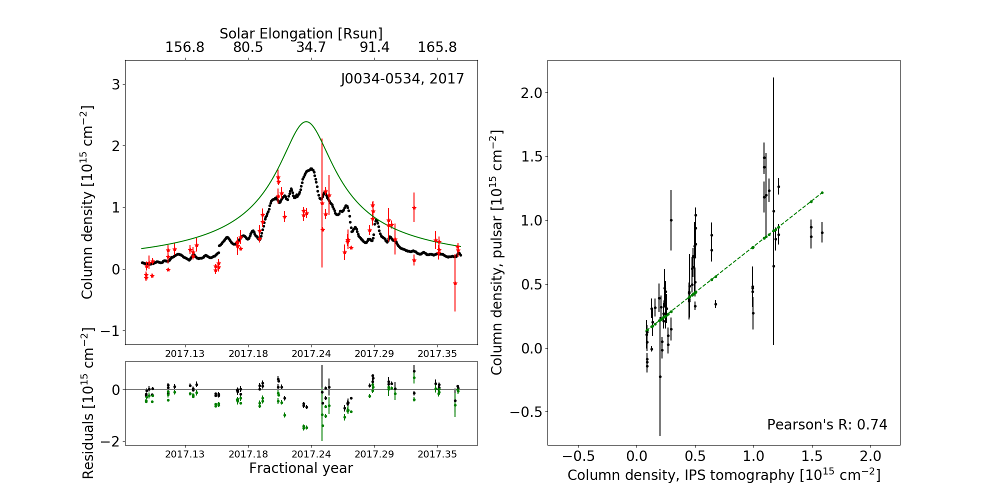 Solar Elongation [Rsun]
156.8 80.5 34.7 91.4 165.8
J0034-0534, 2017
Column density [10¹⁵ cm⁻²]
3
2
1
0
−1
2017.13 2017.18 2017.24 2017.29 2017.35
Residuals [10¹⁵ cm⁻²]
0
−2
2017.13 2017.18 2017.24 2017.29 2017.35
Fractional year
Column density, pulsar [10¹⁵ cm⁻²]
2.0
1.5
1.0
0.5
0.0
−0.5
Pearson's R: 0.74
−0.5 0.0 0.5 1.0 1.5 2.0
Column density, IPS tomography [10¹⁵ cm⁻²]